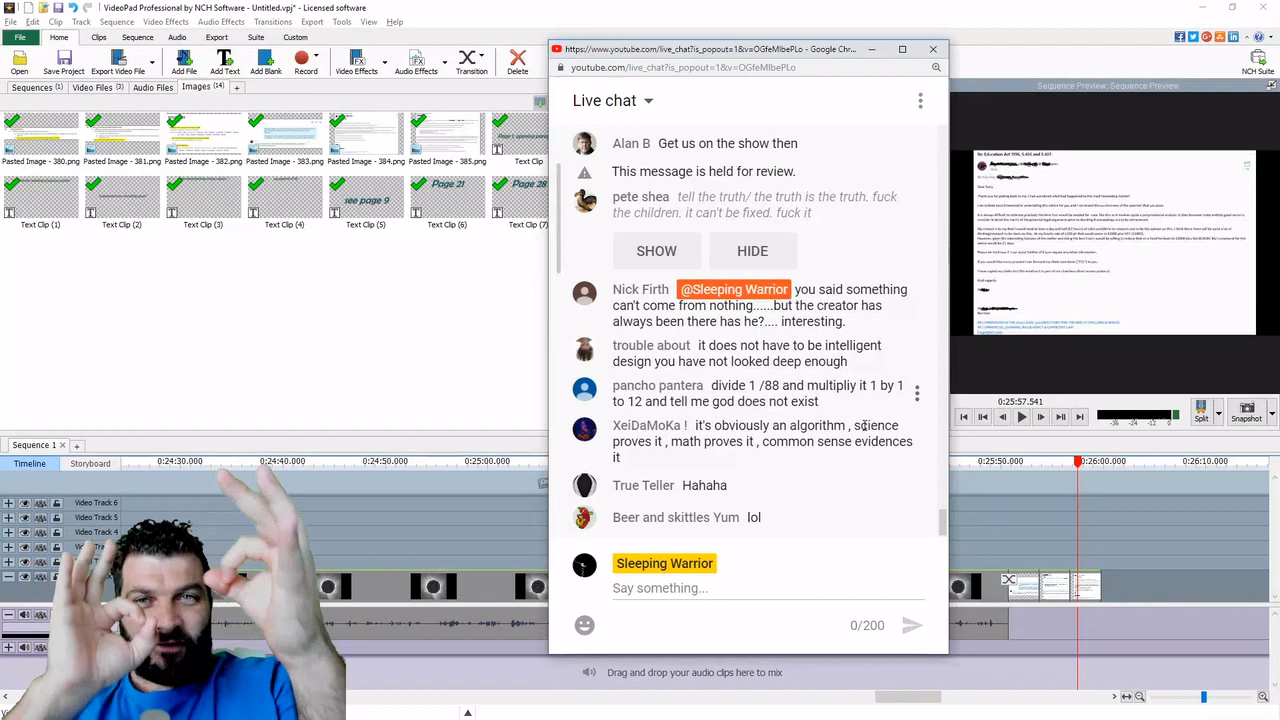 VideoPad Professional by NCH Software - Untitled.vpj* - Licensed software
File Edit Clip Track Sequence Video Effects Audio Effects Transitions Export Tools View Help
File Home Clips Sequence Audio Export Suite Custom
Open Save Project Export Video File Add File Add Text Add Blank Record Video Effects Audio Effects Transition Delete
NCH Suite
Sequences (1) Video Files (3) Audio Files Images (14) +
Pasted Image - 380.png Pasted Image - 381.png Pasted Image - 382.png Pasted Image - 383.png Pasted Image - 384.png Pasted Image - 385.png Text Clip
Page 21
Page 28
see page 9
Text Clip (1) Text Clip (2) Text Clip (3) Text Clip (4) Text Clip (5) Text Clip (6) Text Clip (7)
https://www.youtube.com/live_chat?is_popout=1&v=OGfeMlbePLo - Google Chr...
youtube.com/live_chat?is_popout=1&v=OGfeMlbePLo
Live chat
us on the show then
message is held for review.
pete shea tell the truth/ the truth is the truth. fuck
the children. it can't be fixed. fuck it
SHOW HIDE
Nick Firth @Sleeping Warrior you said something
can't come from nothing......but the creator has
always been there has he?.... interesting.
trouble about it does not have to be intelligent
design you have not looked deep enough
pancho pantera divide 1 /88 and multipliy it 1 by 1
to 12 and tell me god does not exist
XeiDaMoKa ! it's obviously an algorithm , science
proves it , math proves it , common sense evidences
it
True Teller Hahaha
Beer and skittles Yum lol
Sleeping Warrior
Say something...
0/200
Sequence Preview: Sequence Preview:
Re: Education Act 1996, S.404, S.405
0:25:57.541
-36 -24 -12 0
Split Snapshot
Sequence 1 × +
Timeline Storyboard
0:24:30.000 0:24:40.000 0:24:50.000 0:25:00.000 0:25:50.000 0:26:00.000 0:26:10.000
Video Track 6
Video Track 5
Video Track 4
Drag and drop your audio clips here to mix